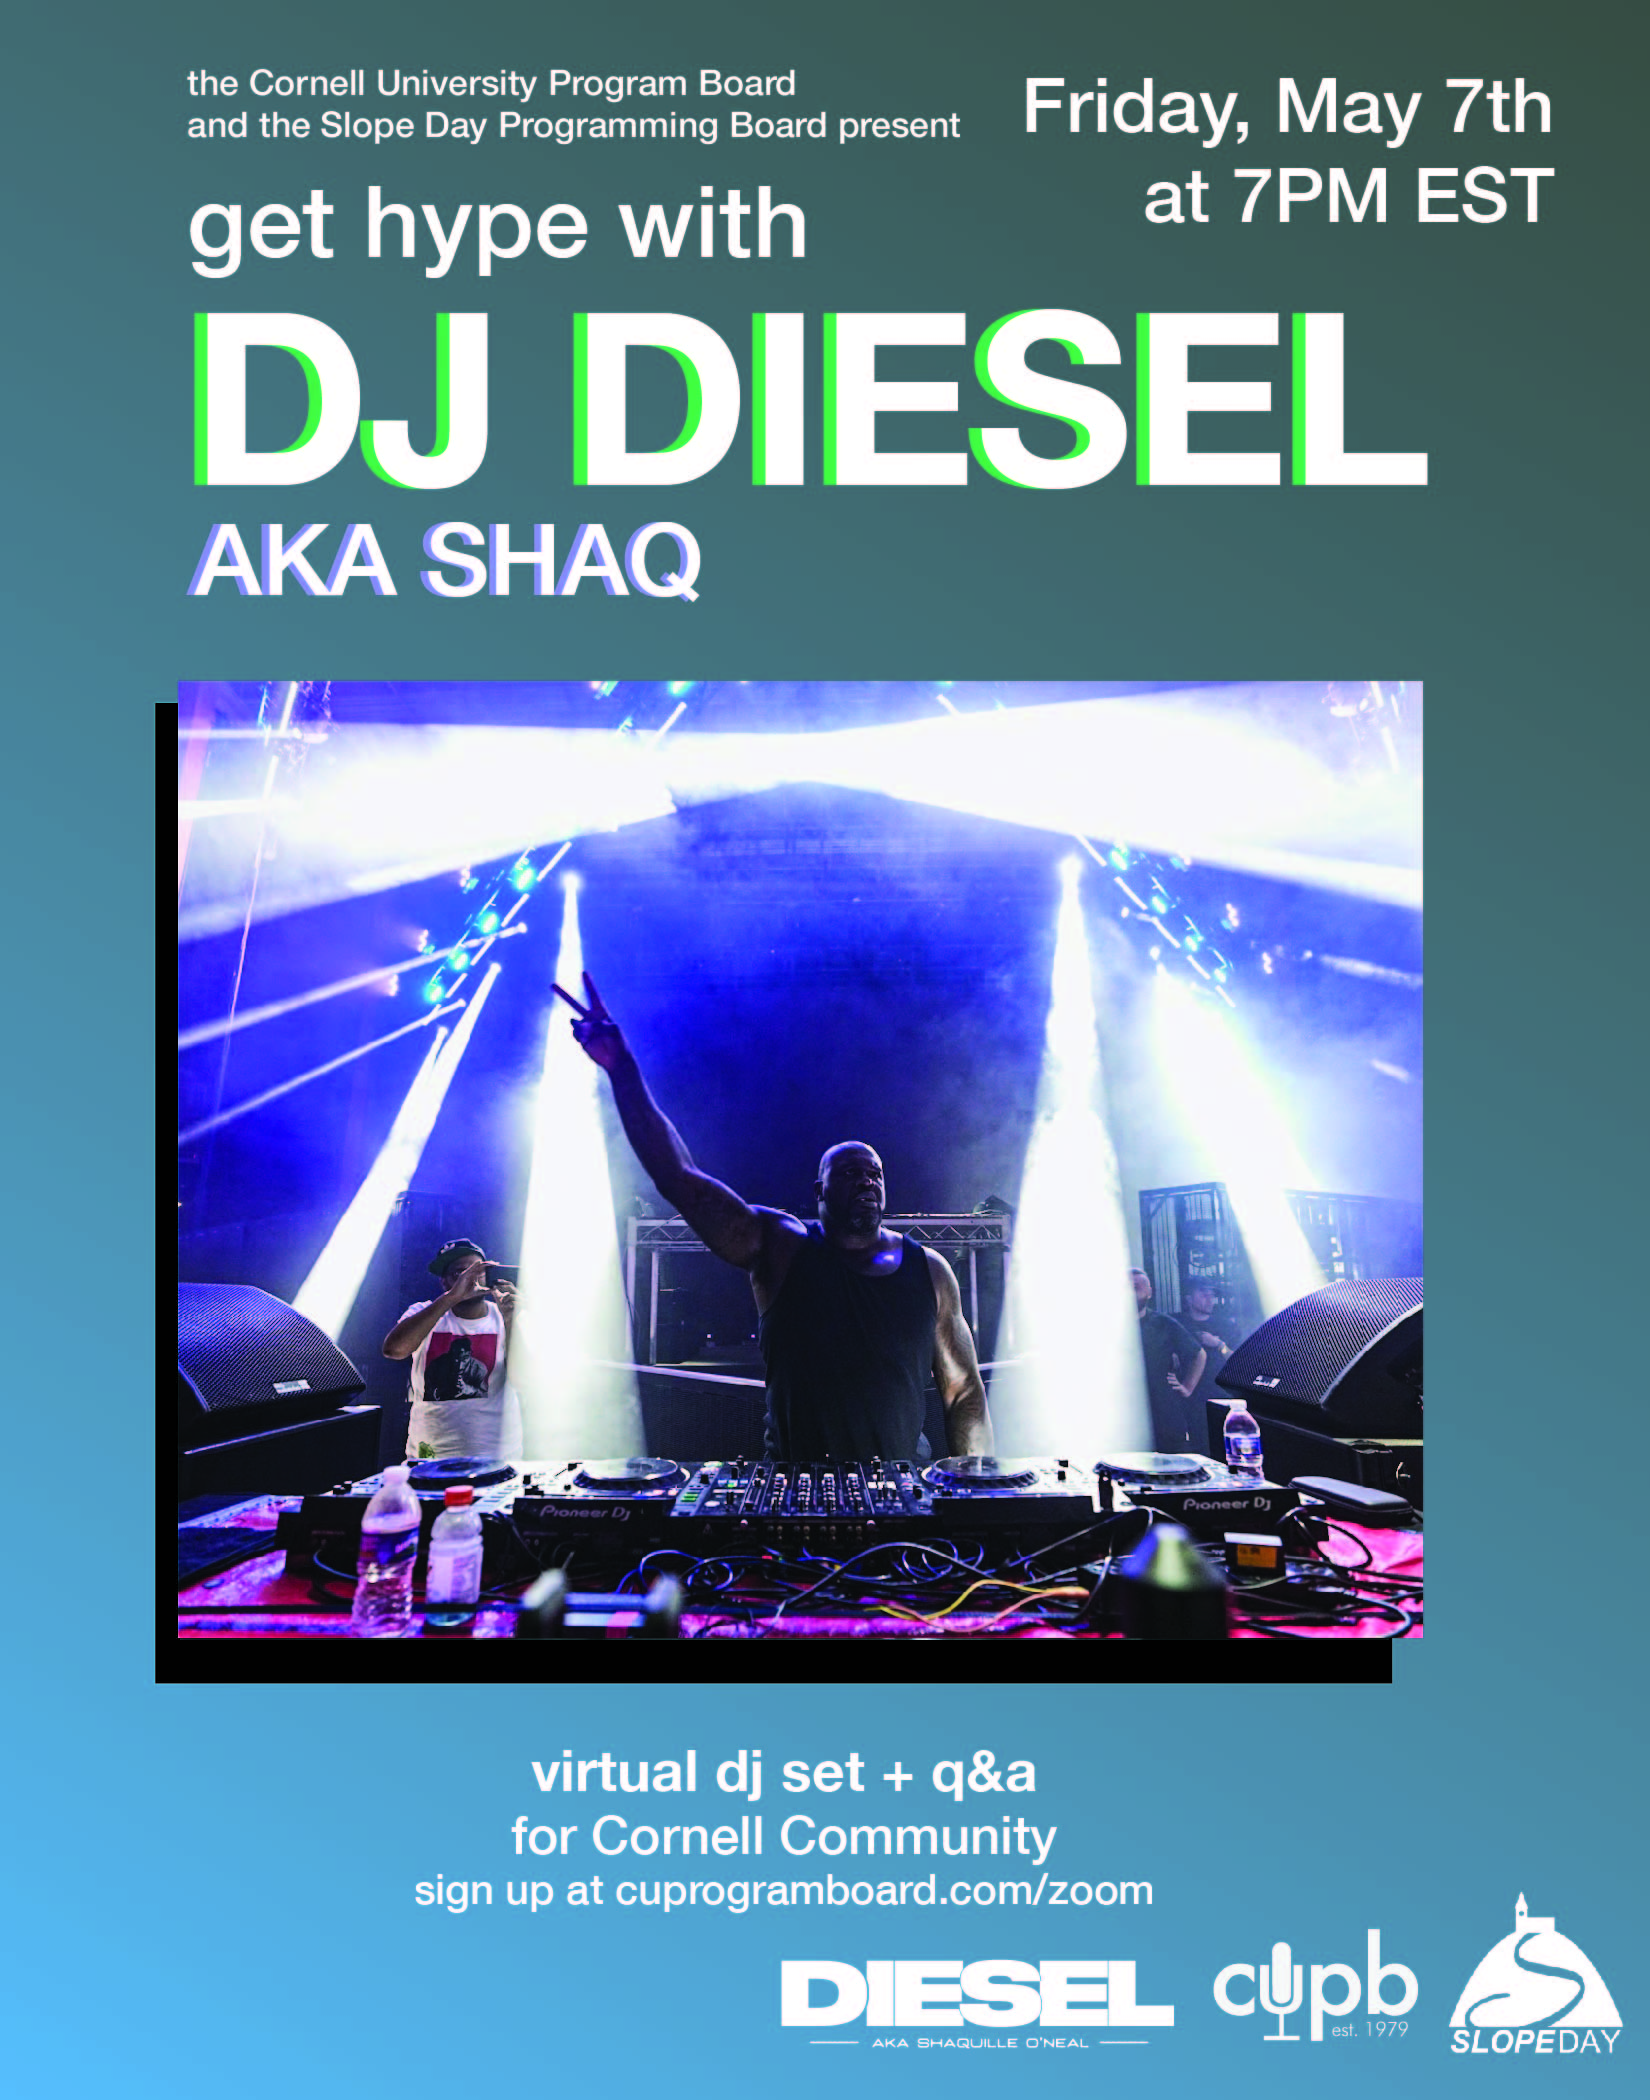 the Cornell University Program Board
and the Slope Day Programming Board present
Friday, May 7th
at 7PM EST
get hype with
DJ DIESEL
AKA SHAQ
Pioneer Dj
Pioneer Dj
virtual dj set + q&a
for Cornell Community
sign up at cuprogramboard.com/zoom
DIESEL
AKA SHAQUILLE O'NEAL
cupb
est. 1979
SLOPEDAY